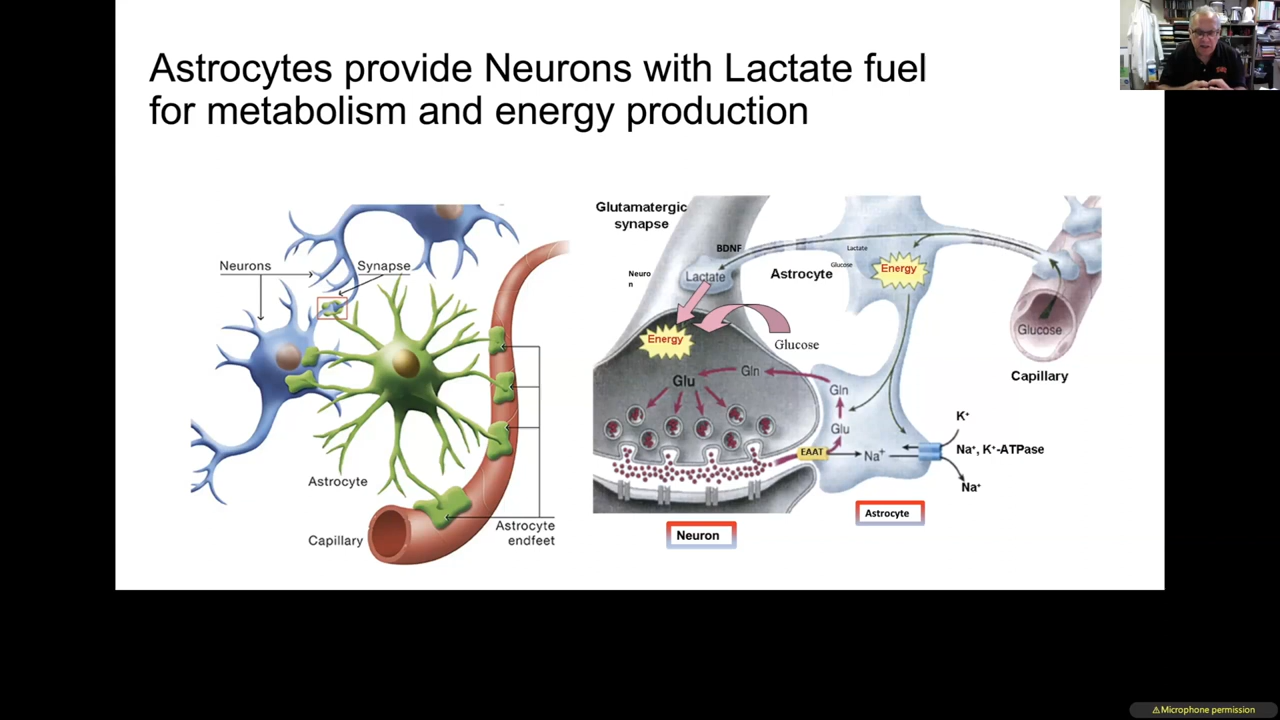 Astrocytes provide Neurons with Lactate fuel
for metabolism and energy production
Neurons
Synapse
Astrocyte
Capillary
Astrocyte
endfeet
Glutamatergic
synapse
BDNF
Lactate
Glucose
Neuro
n
Lactate
Astrocyte
Energy
Energy
Glucose
Glucose
Capillary
Glu
Gln
Gln
Glu
EAAT
Na⁺
K⁺
Na⁺, K⁺-ATPase
Na⁺
Astrocyte
Neuron
⚠Microphone permission